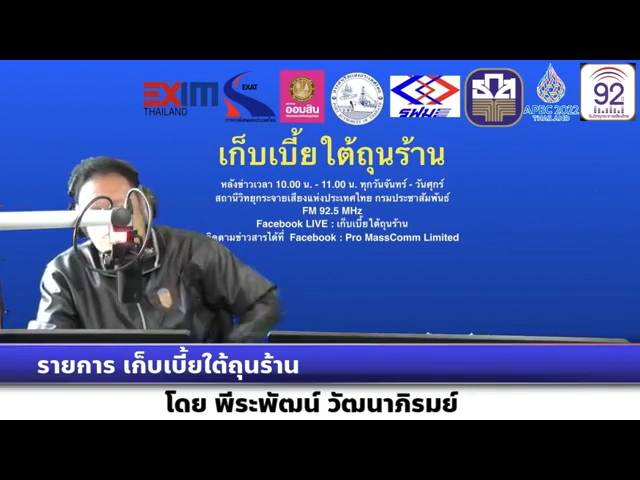 EXIM
THAILAND
EXAT
ออมสิน
รฟม
ธกส
APEC 2022
THAILAND
92
เก็บเบี้ยใต้ถุนร้าน
หลังข่าวเวลา 10.00 น. - 11.00 น. ทุกวันจันทร์ - วันศุกร์
สถานีวิทยุกระจายเสียงแห่งประเทศไทย กรมประชาสัมพันธ์
FM 92.5 MHz
Facebook LIVE : เก็บเบี้ยใต้ถุนร้าน
ติดตามข่าวสารได้ที่ Facebook : Pro MassComm Limited
รายการ เก็บเบี้ยใต้ถุนร้าน
โดย พีระพัฒน์ วัฒนาภิรมย์